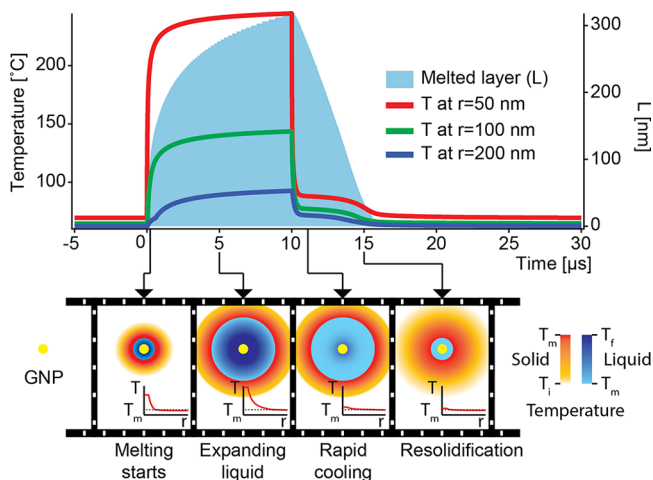 Temperature [˚C]
200
150
100
300
200
100
0
L [nm]
Melted layer (L)
T at r=50 nm
T at r=100 nm
T at r=200 nm
-5 0 5 10 15 20 25 30
Time [µs]
GNP
T
Tm
r
T
Tm
r
T
Tm
r
T
Tm
r
Tm Tf
Solid Liquid
Ti Tm
Temperature
Melting starts
Expanding liquid
Rapid cooling
Resolidification